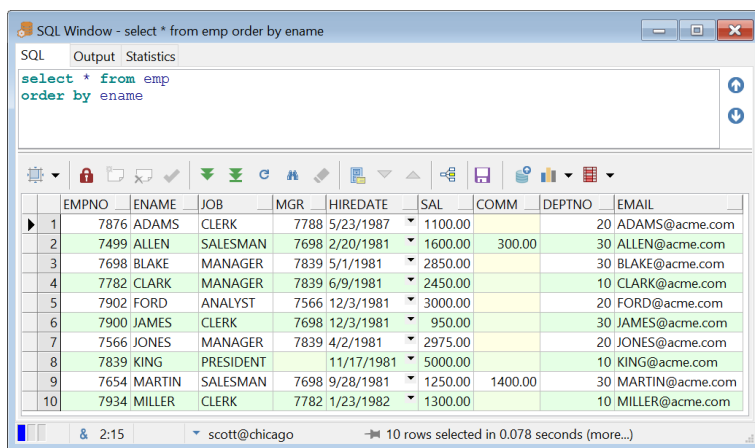 SQL Window - select * from emp order by ename
SQL Output Statistics
select * from emp
order by ename
EMPNO ENAME JOB MGR HIREDATE SAL COMM DEPTNO EMAIL
1 7876 ADAMS CLERK 7788 5/23/1987 1100.00 20 ADAMS@acme.com
2 7499 ALLEN SALESMAN 7698 2/20/1981 1600.00 300.00 30 ALLEN@acme.com
3 7698 BLAKE MANAGER 7839 5/1/1981 2850.00 30 BLAKE@acme.com
4 7782 CLARK MANAGER 7839 6/9/1981 2450.00 10 CLARK@acme.com
5 7902 FORD ANALYST 7566 12/3/1981 3000.00 20 FORD@acme.com
6 7900 JAMES CLERK 7698 12/3/1981 950.00 30 JAMES@acme.com
7 7566 JONES MANAGER 7839 4/2/1981 2975.00 20 JONES@acme.com
8 7839 KING PRESIDENT 11/17/1981 5000.00 10 KING@acme.com
9 7654 MARTIN SALESMAN 7698 9/28/1981 1250.00 1400.00 30 MARTIN@acme.com
10 7934 MILLER CLERK 7782 1/23/1982 1300.00 10 MILLER@acme.com
& 2:15 scott@chicago 10 rows selected in 0.078 seconds (more...)